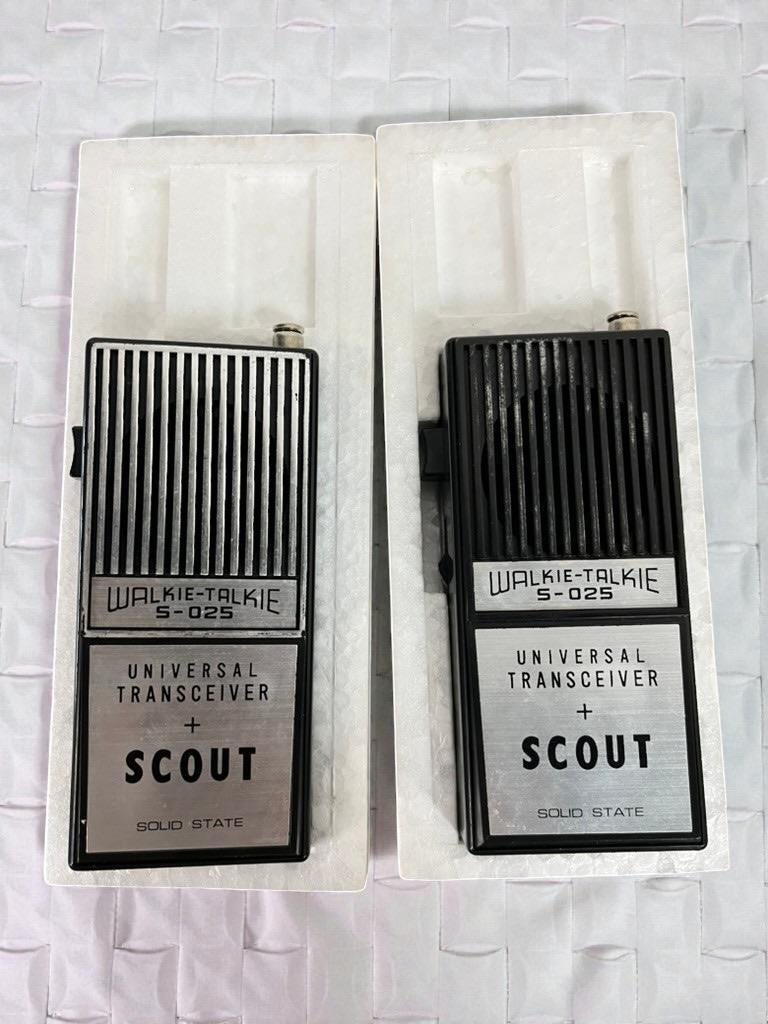 WALKIE-TALKIE
S-025
UNIVERSAL
TRANSCEIVER
+
SCOUT
SOLID STATE
WALKIE-TALKIE
S-025
UNIVERSAL
TRANSCEIVER
+
SCOUT
SOLID STATE